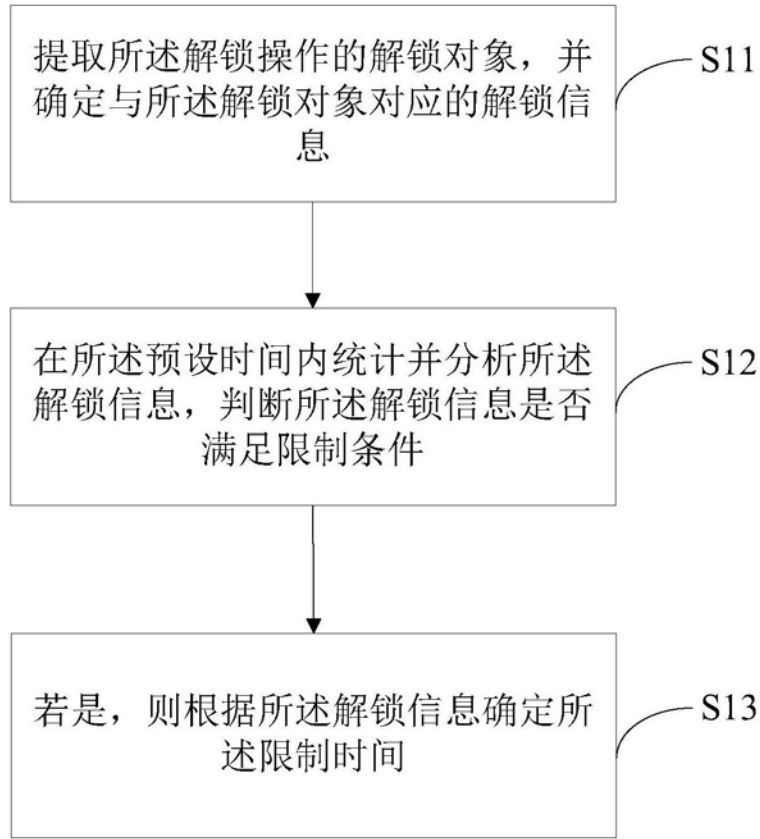 提取所述解锁操作的解锁对象，并
确定与所述解锁对象对应的解锁信
息
S11
在所述预设时间内统计并分析所述
解锁信息，判断所述解锁信息是否
满足限制条件
S12
若是，则根据所述解锁信息确定所
述限制时间
S13